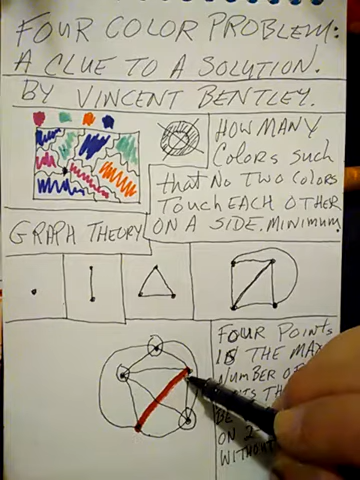 FOUR COLOR PROBLEM:
A CLUE TO A SOLUTION.
BY VINCENT BENTLEY.
HOW MANY
Colors such
that No Two Colors
Touch EACH OTHER
ON A SIDE. MINIMUM
GRAPH THEORY
FOUR POINTS
IS THE MAX
NUMBER OF
BE
ON 2
WITHOUT